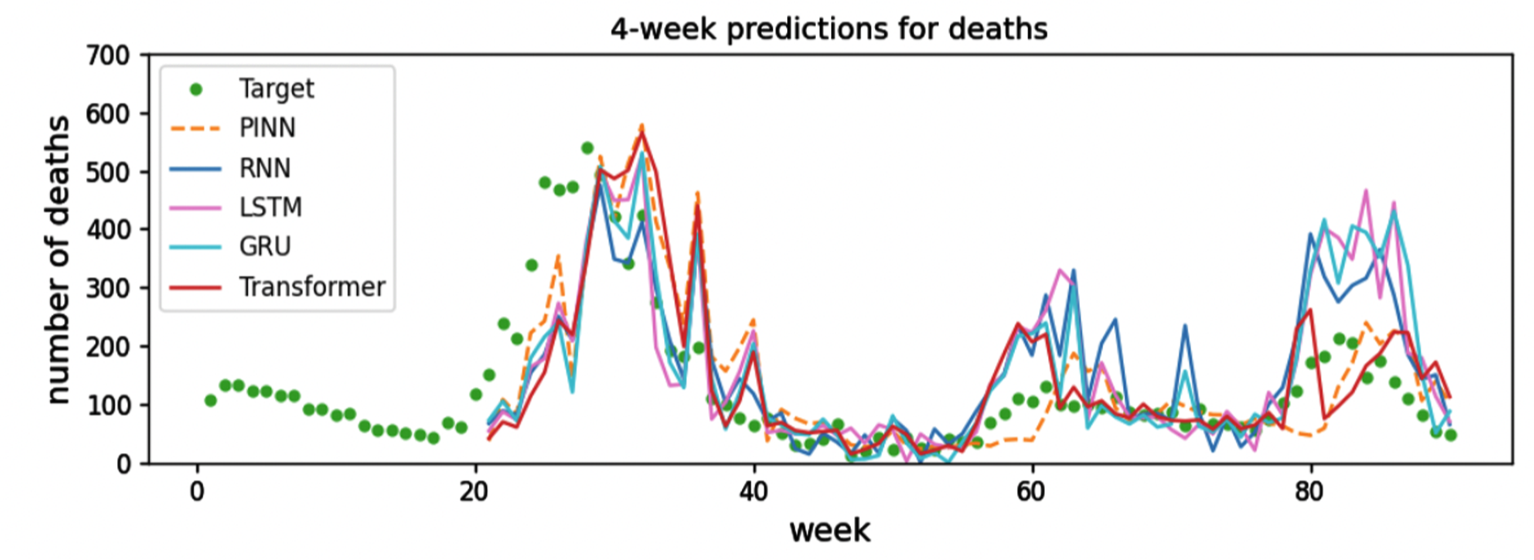 4-week predictions for deaths
number of deaths
700
600
500
400
300
200
100
0
Target
PINN
RNN
LSTM
GRU
Transformer
0 20 40 60 80
week